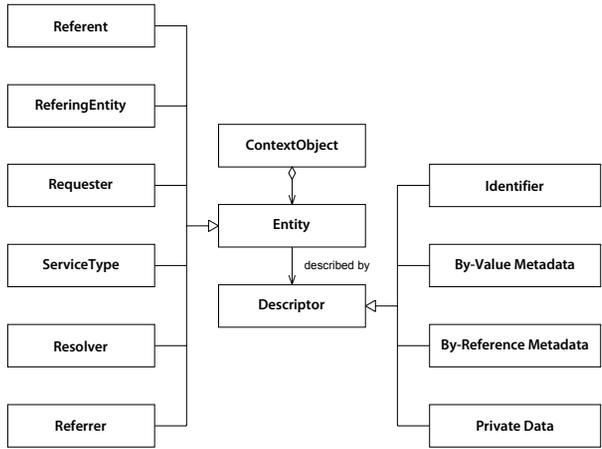 Referent
ReferingEntity
Requester
ServiceType
Resolver
Referrer
ContextObject
Entity
described by
Descriptor
Identifier
By-Value Metadata
By-Reference Metadata
Private Data